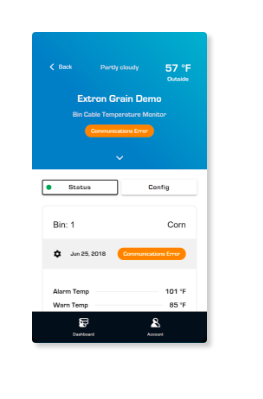 Back Partly cloudy 57 °F
Outside
Extron Grain Demo
Bin Cable Temperature Monitor
Communications Error
Status Config
Bin: 1 Corn
Jun 25, 2018 Communications Error
Alarm Temp 101 °F
Warn Temp 85 °F
Dashboard Account